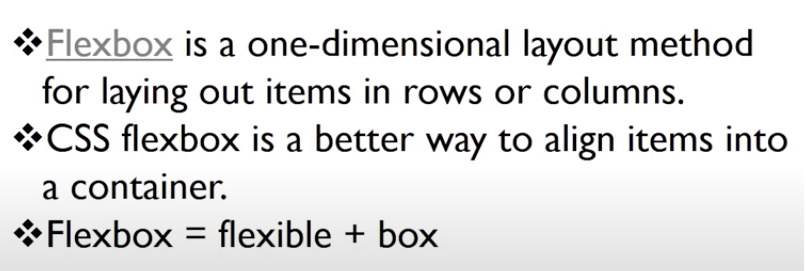 ❖Flexbox is a one-dimensional layout method
for laying out items in rows or columns.
❖CSS flexbox is a better way to align items into
a container.
❖Flexbox = flexible + box